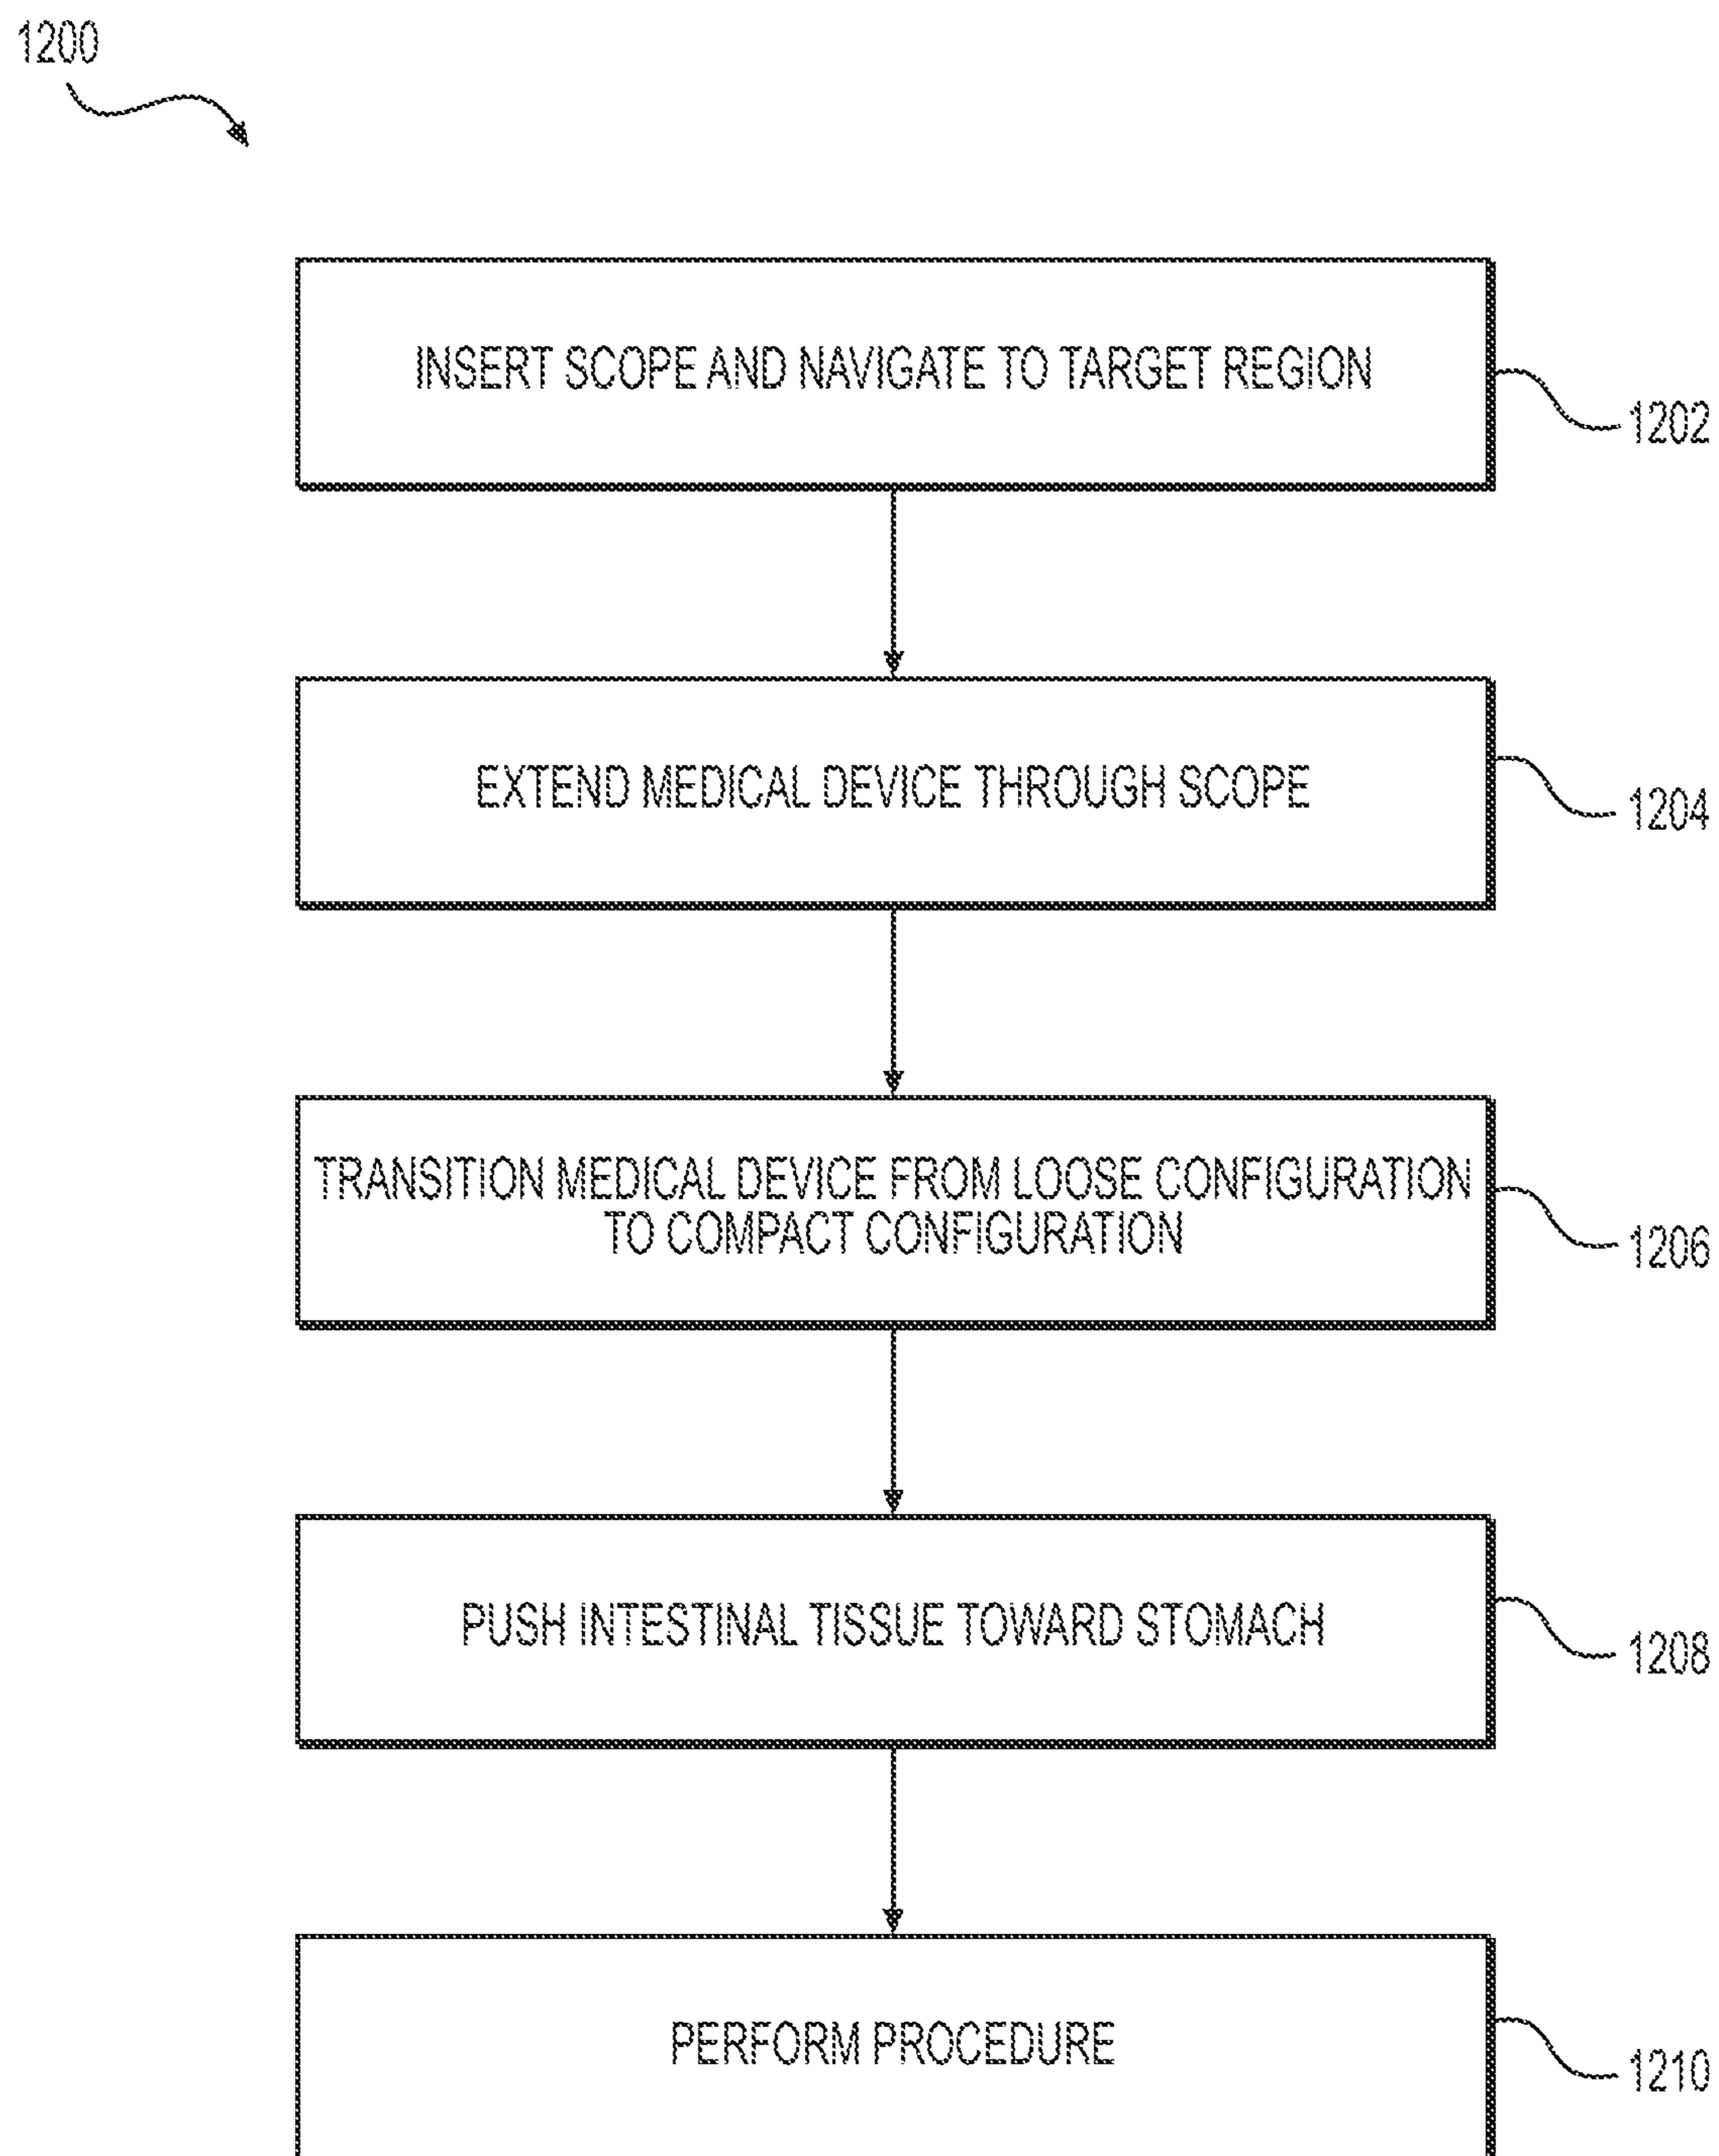 1200
INSERT SCOPE AND NAVIGATE TO TARGET REGION
1202
EXTEND MEDICAL DEVICE THROUGH SCOPE
1204
TRANSITION MEDICAL DEVICE FROM LOOSE CONFIGURATION
TO COMPACT CONFIGURATION
1206
PUSH INTESTINAL TISSUE TOWARD STOMACH
1208
PERFORM PROCEDURE
1210